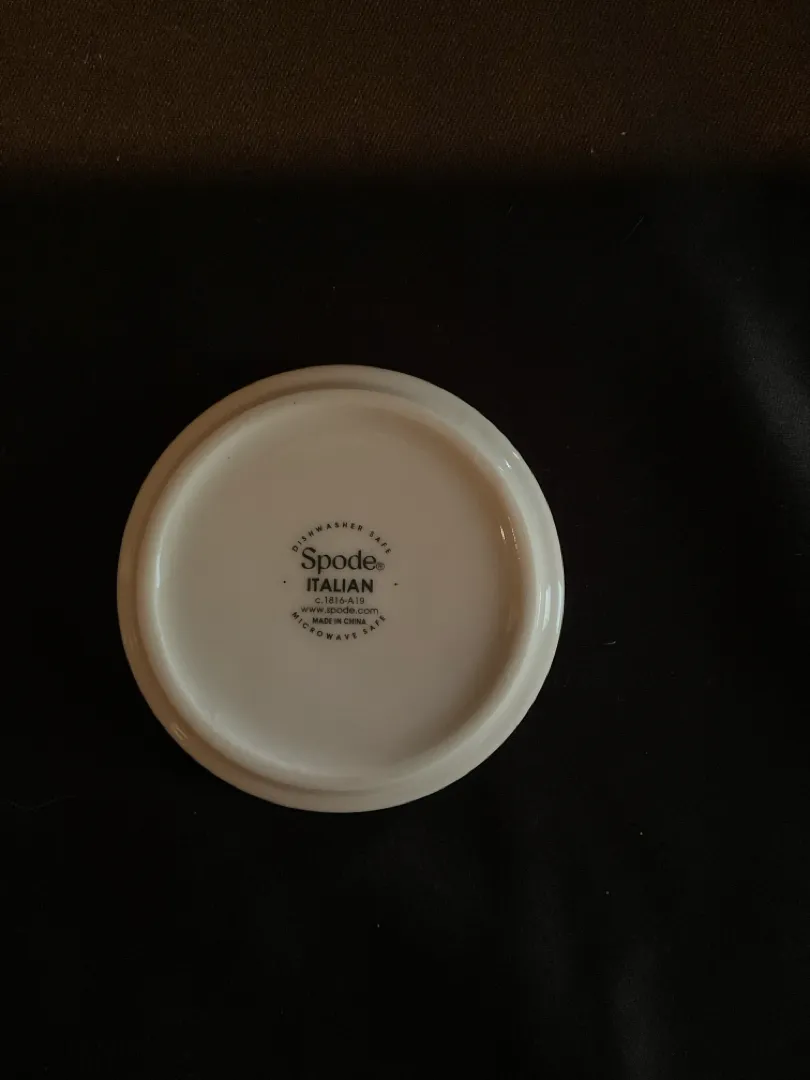 DISHWASHER SAFE
Spode®
ITALIAN
c.1816-A19
www.spode.com
MADE IN CHINA
MICROWAVE SAFE